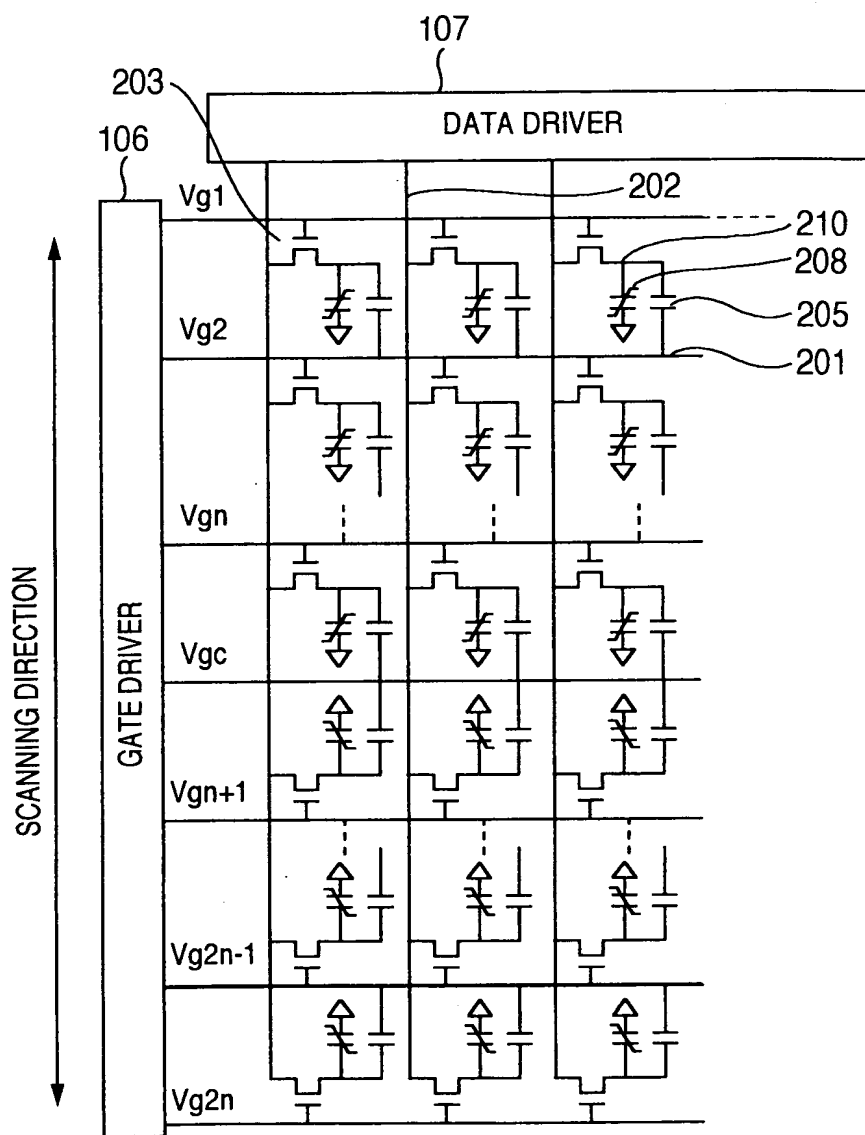 107
203
DATA DRIVER
106
202
Vg1
210
208
205
Vg2
201
Vgn
Vgc
SCANNING DIRECTION
GATE DRIVER
Vgn+1
Vg2n-1
Vg2n